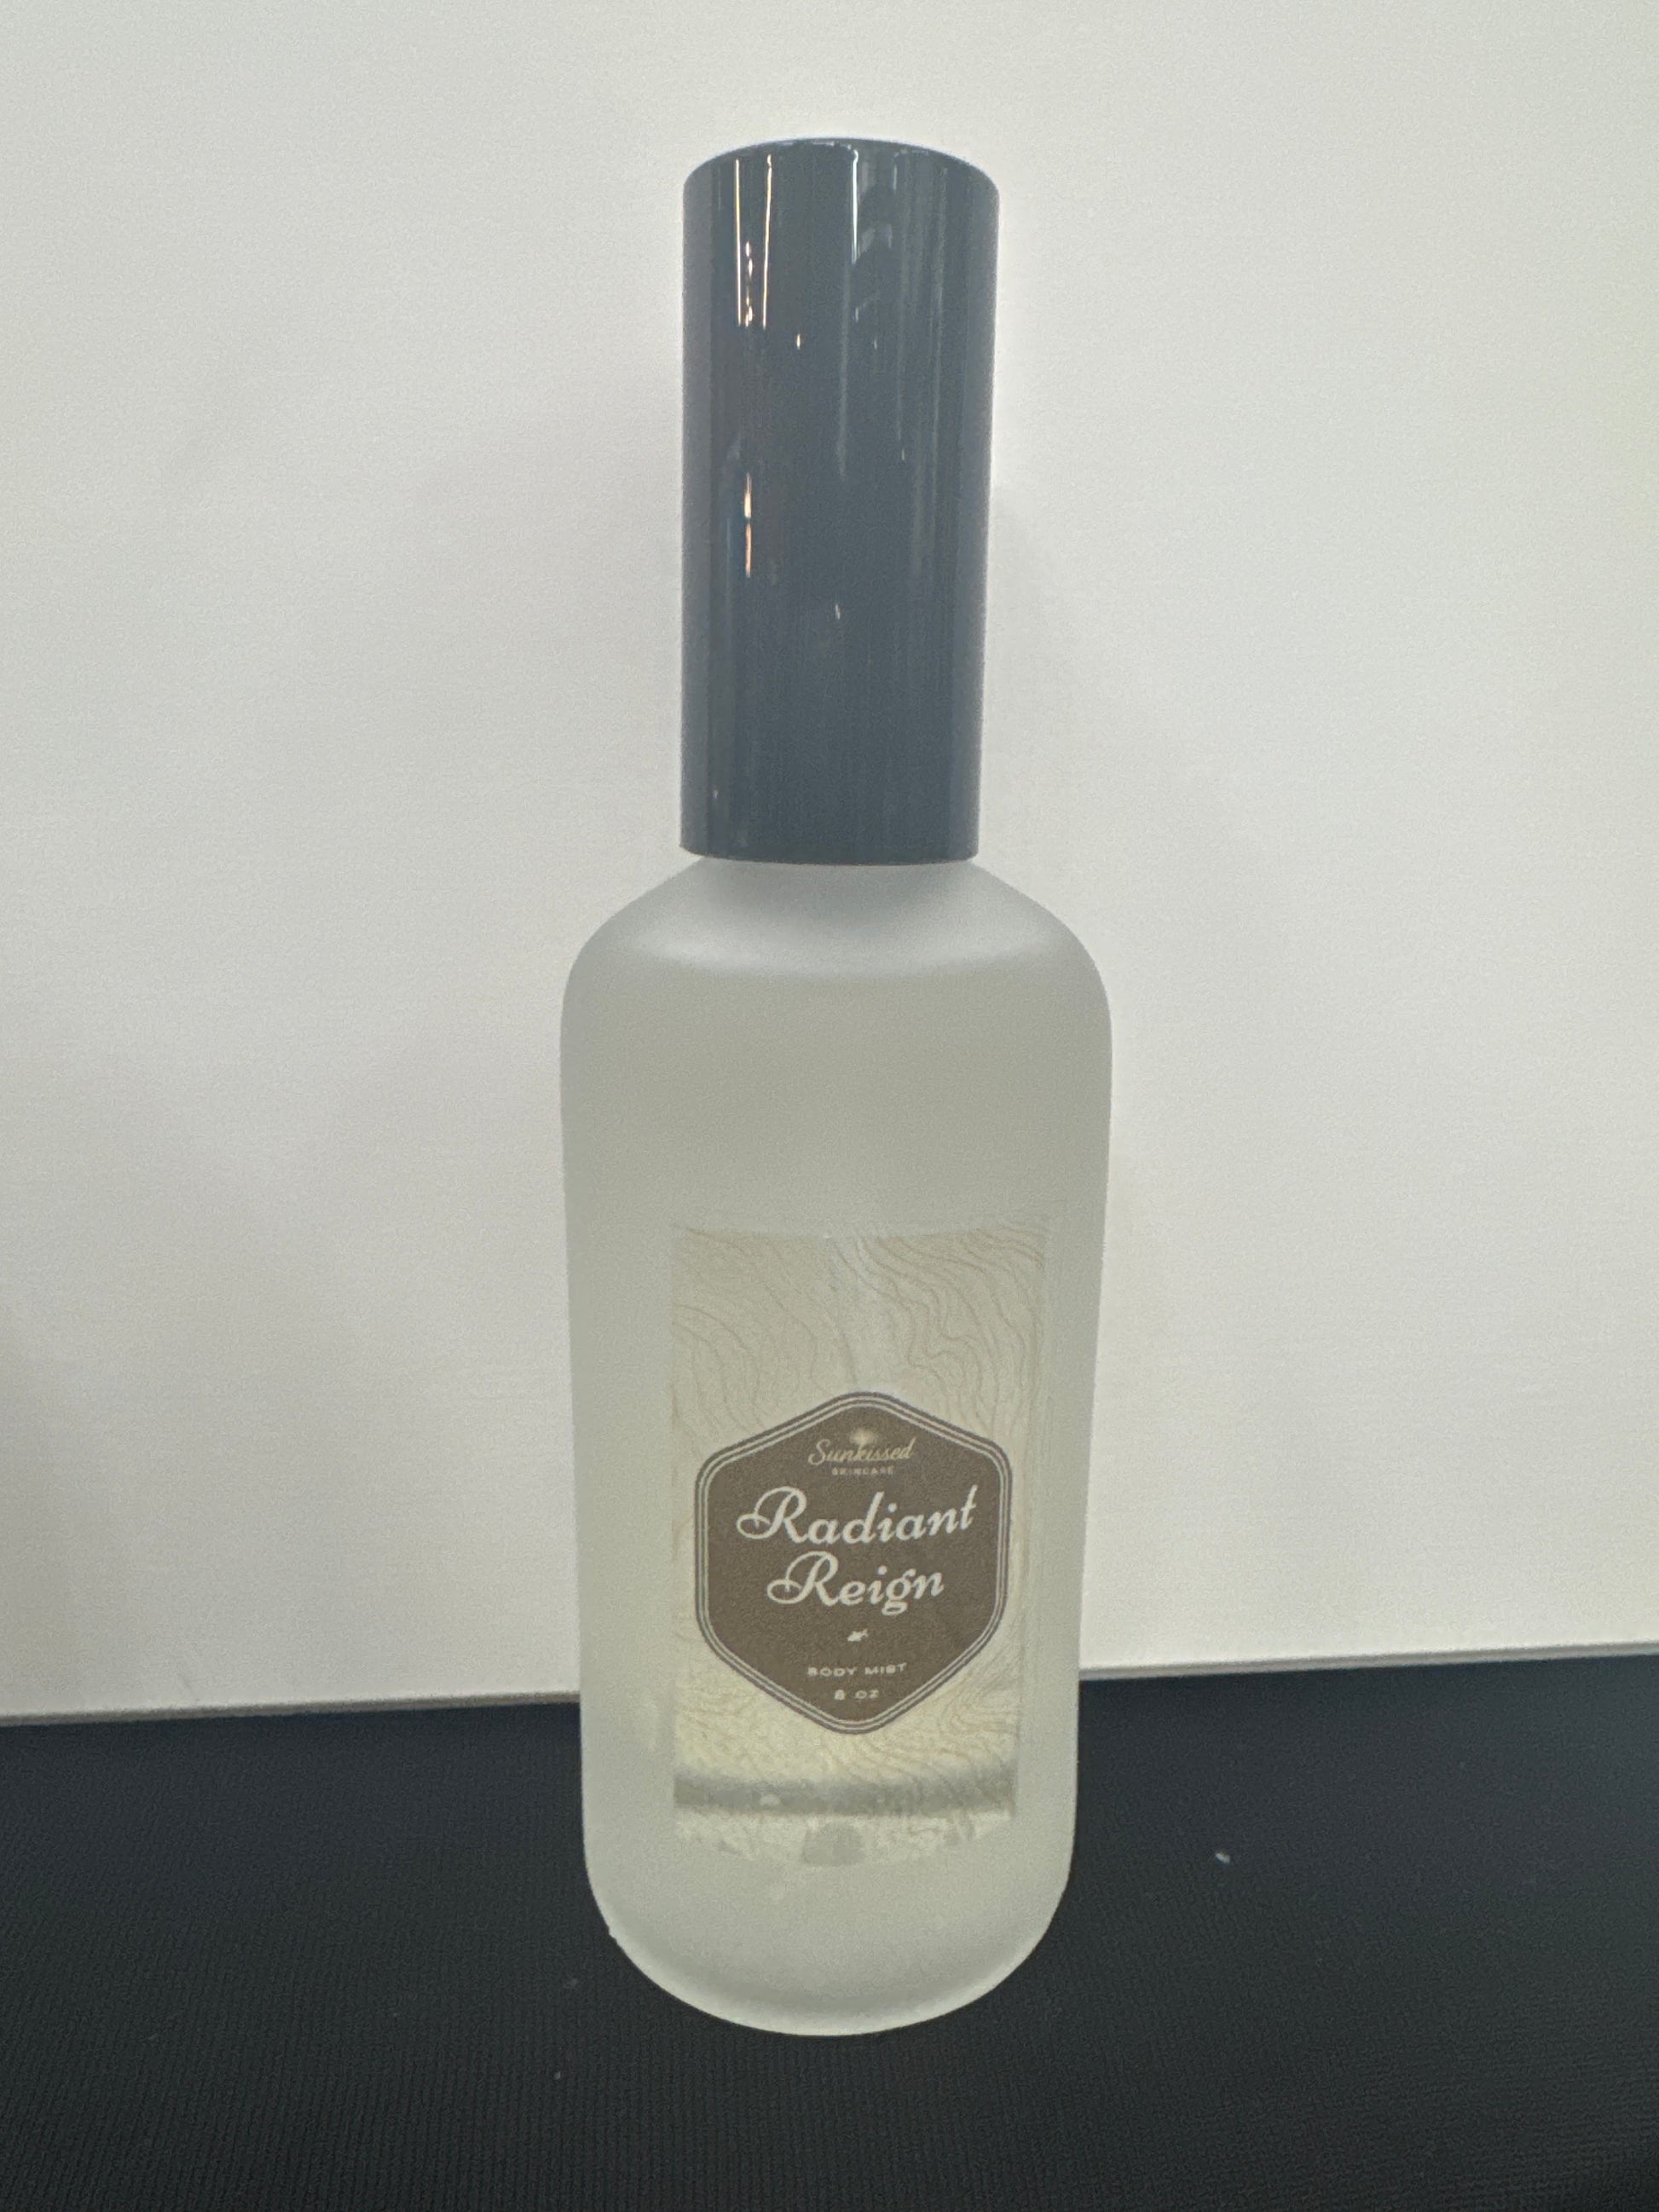 Sunkissed
SKINCARE
Radiant
Reign
BODY MIST
8 OZ